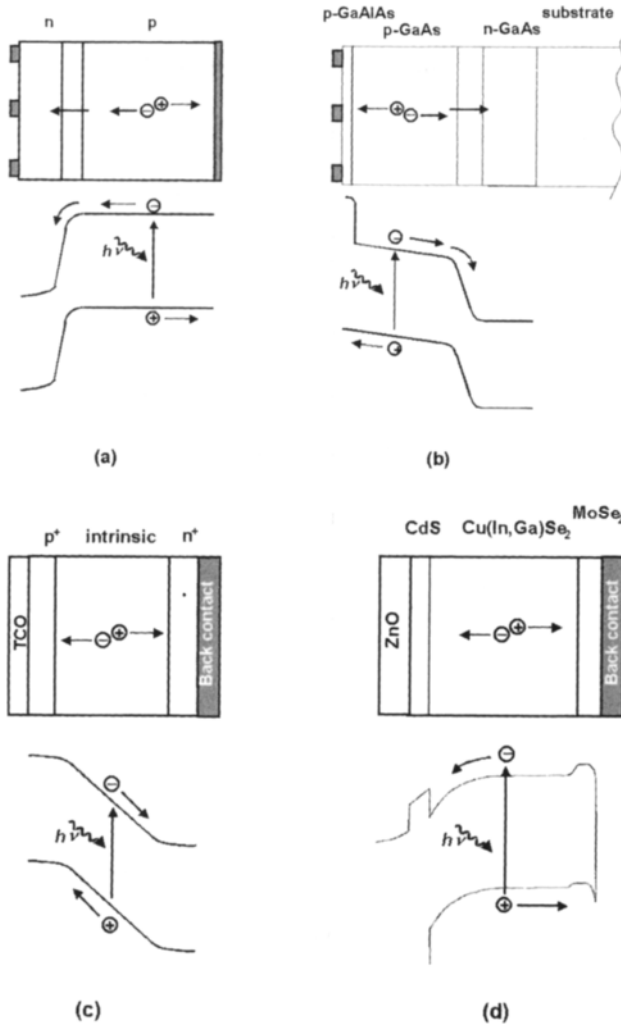 n p
⊖ ⊕
⊖
hν
⊕
(a)
p-GaAlAs
p-GaAs n-GaAs substrate
⊕ ⊖
⊖
hν
(b)
p⁺ intrinsic n⁺
TCO
⊖ ⊕
Back contact
⊖
hν
⊕
(c)
CdS Cu(In,Ga)Se₂ MoSe₂
ZnO
⊖ ⊕
Back contact
⊖
hν
⊕
(d)